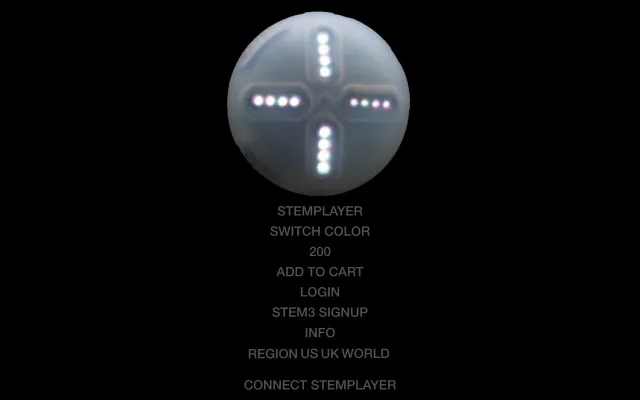 STEMPLAYER
SWITCH COLOR
200
ADD TO CART
LOGIN
STEM3 SIGNUP
INFO
REGION US UK WORLD
CONNECT STEMPLAYER